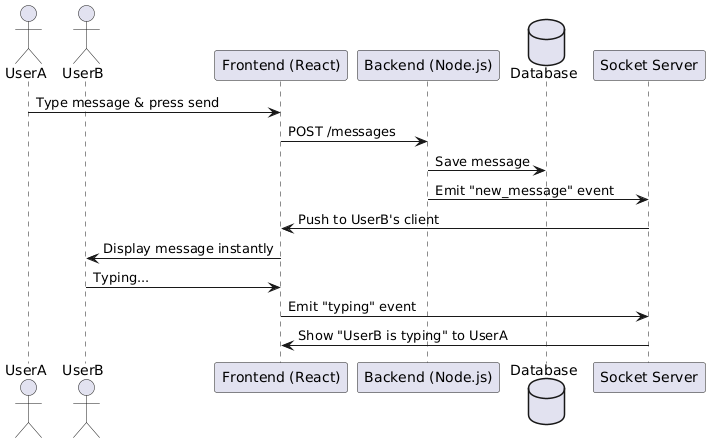 UserA
UserB
Frontend (React)
Backend (Node.js)
Database
Socket Server
Type message & press send
POST /messages
Save message
Emit "new_message" event
Push to UserB's client
Display message instantly
Typing...
Emit "typing" event
Show "UserB is typing" to UserA
UserA
UserB
Frontend (React)
Backend (Node.js)
Database
Socket Server